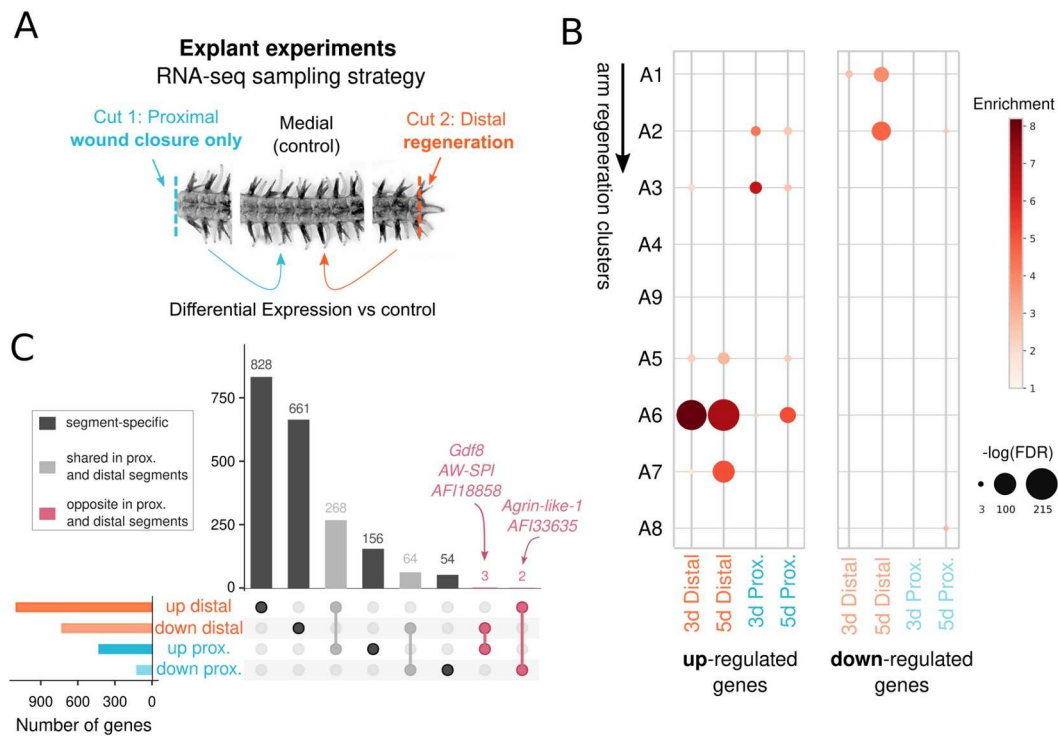 A
Explant experiments
RNA-seq sampling strategy
Cut 1: Proximal
wound closure only
Medial
(control)
Cut 2: Distal
regeneration
Differential Expression vs control
B
arm regeneration clusters
A1
A2
A3
A4
A9
A5
A6
A7
A8
3d Distal
5d Distal
3d Prox.
5d Prox.
up-regulated
genes
3d Distal
5d Distal
3d Prox.
5d Prox.
down-regulated
genes
Enrichment
8
7
6
5
4
3
2
1
-log(FDR)
3 100 215
C
segment-specific
shared in prox.
and distal segments
opposite in prox.
and distal segments
750
500
250
0
828
661
268
156
64
54
3
2
Gdf8
AW-SPI
AFI18858
Agrin-like-1
AFI33635
up distal
down distal
up prox.
down prox.
900 600 300 0
Number of genes